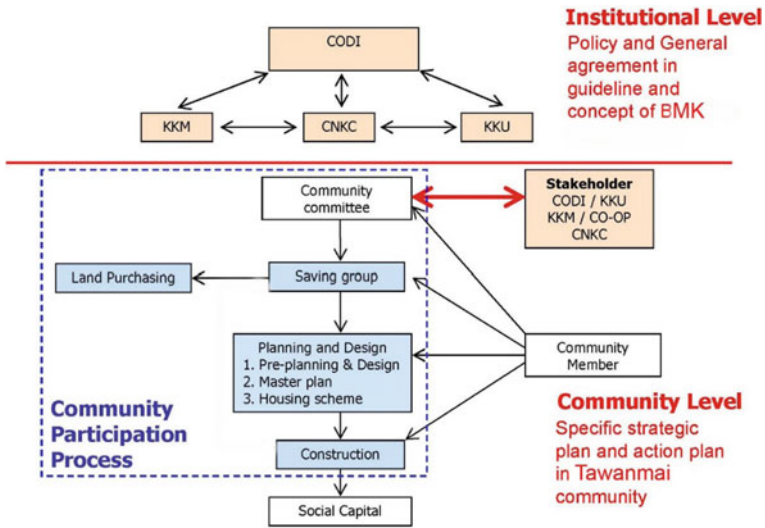 CODI
KKM
CNKC
KKU
Institutional Level
Policy and General
agreement in
guideline and
concept of BMK
Community
committee
Stakeholder
CODI / KKU
KKM / CO-OP
CNKC
Land Purchasing
Saving group
Planning and Design
1. Pre-planning & Design
2. Master plan
3. Housing scheme
Community
Member
Community
Participation
Process
Construction
Social Capital
Community Level
Specific strategic
plan and action plan
in Tawanmai
community